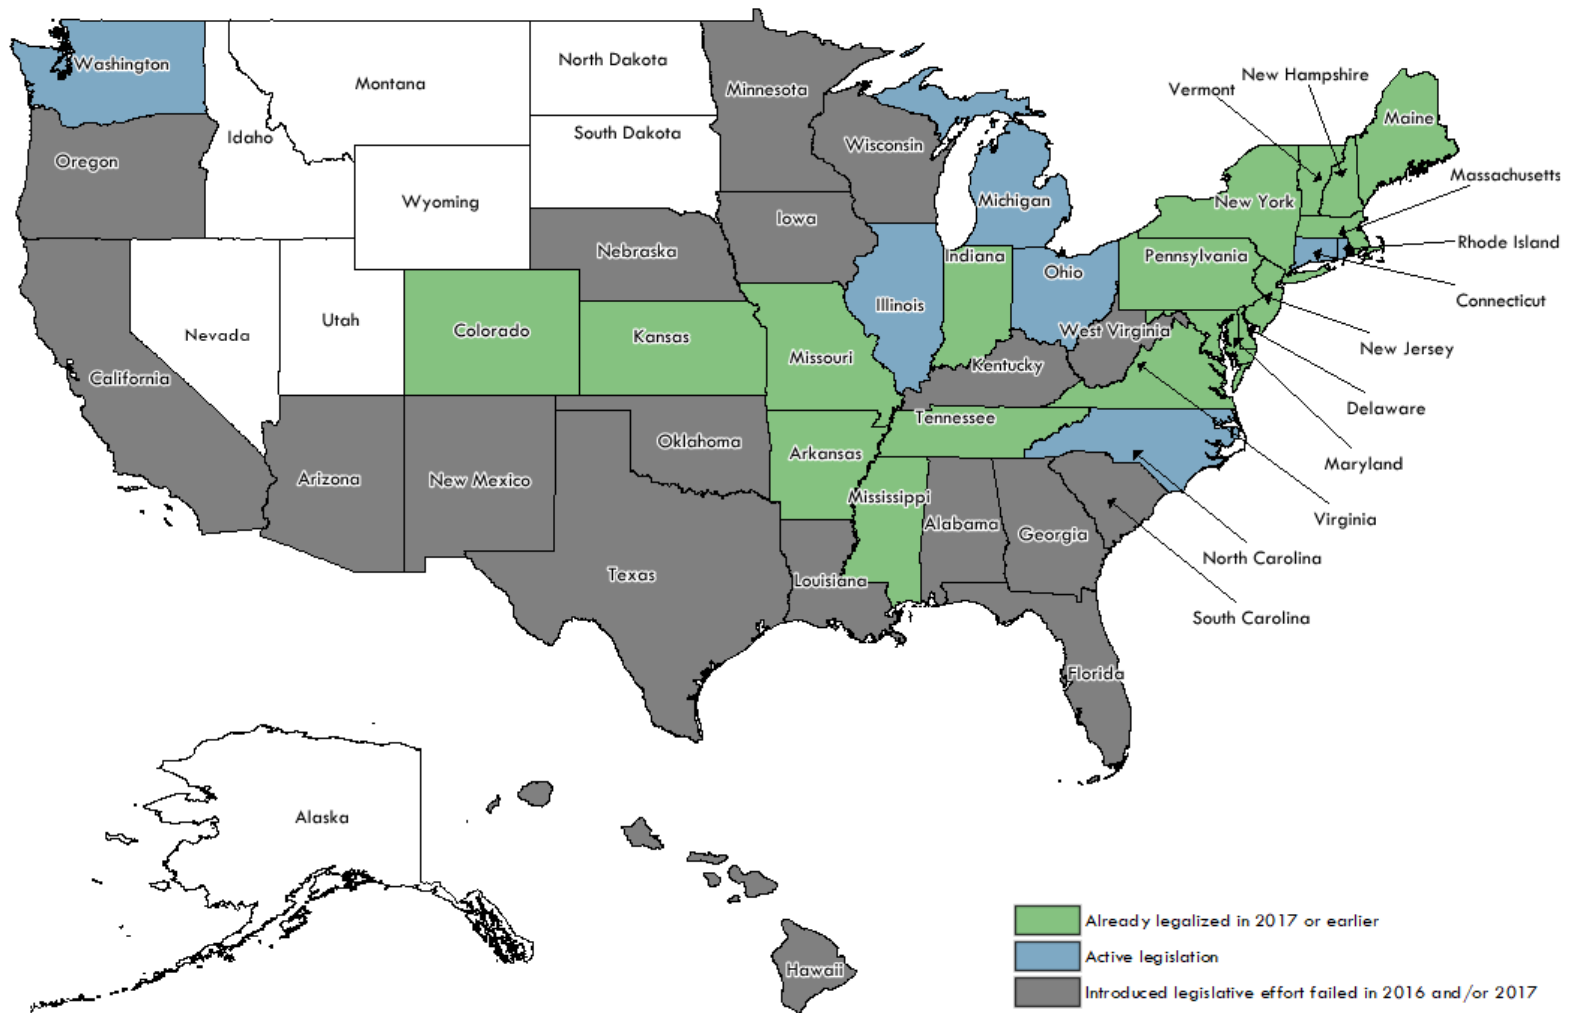 Washington
Montana
North Dakota
Minnesota
New Hampshire
Vermont
Maine
Idaho
South Dakota
Wisconsin
Oregon
Massachusetts
Wyoming
Michigan
New York
Iowa
Rhode Island
Nebraska
Indiana
Ohio
Pennsylvania
Connecticut
Nevada
Utah
Colorado
Kansas
Illinois
West Virginia
New Jersey
California
Missouri
Kentucky
Delaware
Tennessee
Oklahoma
Arkansas
Maryland
Arizona
New Mexico
Mississippi
Alabama
Georgia
Virginia
North Carolina
Texas
Louisiana
South Carolina
Florida
Alaska
Hawaii
Already legalized in 2017 or earlier
Active legislation
Introduced legislative effort failed in 2016 and/or 2017